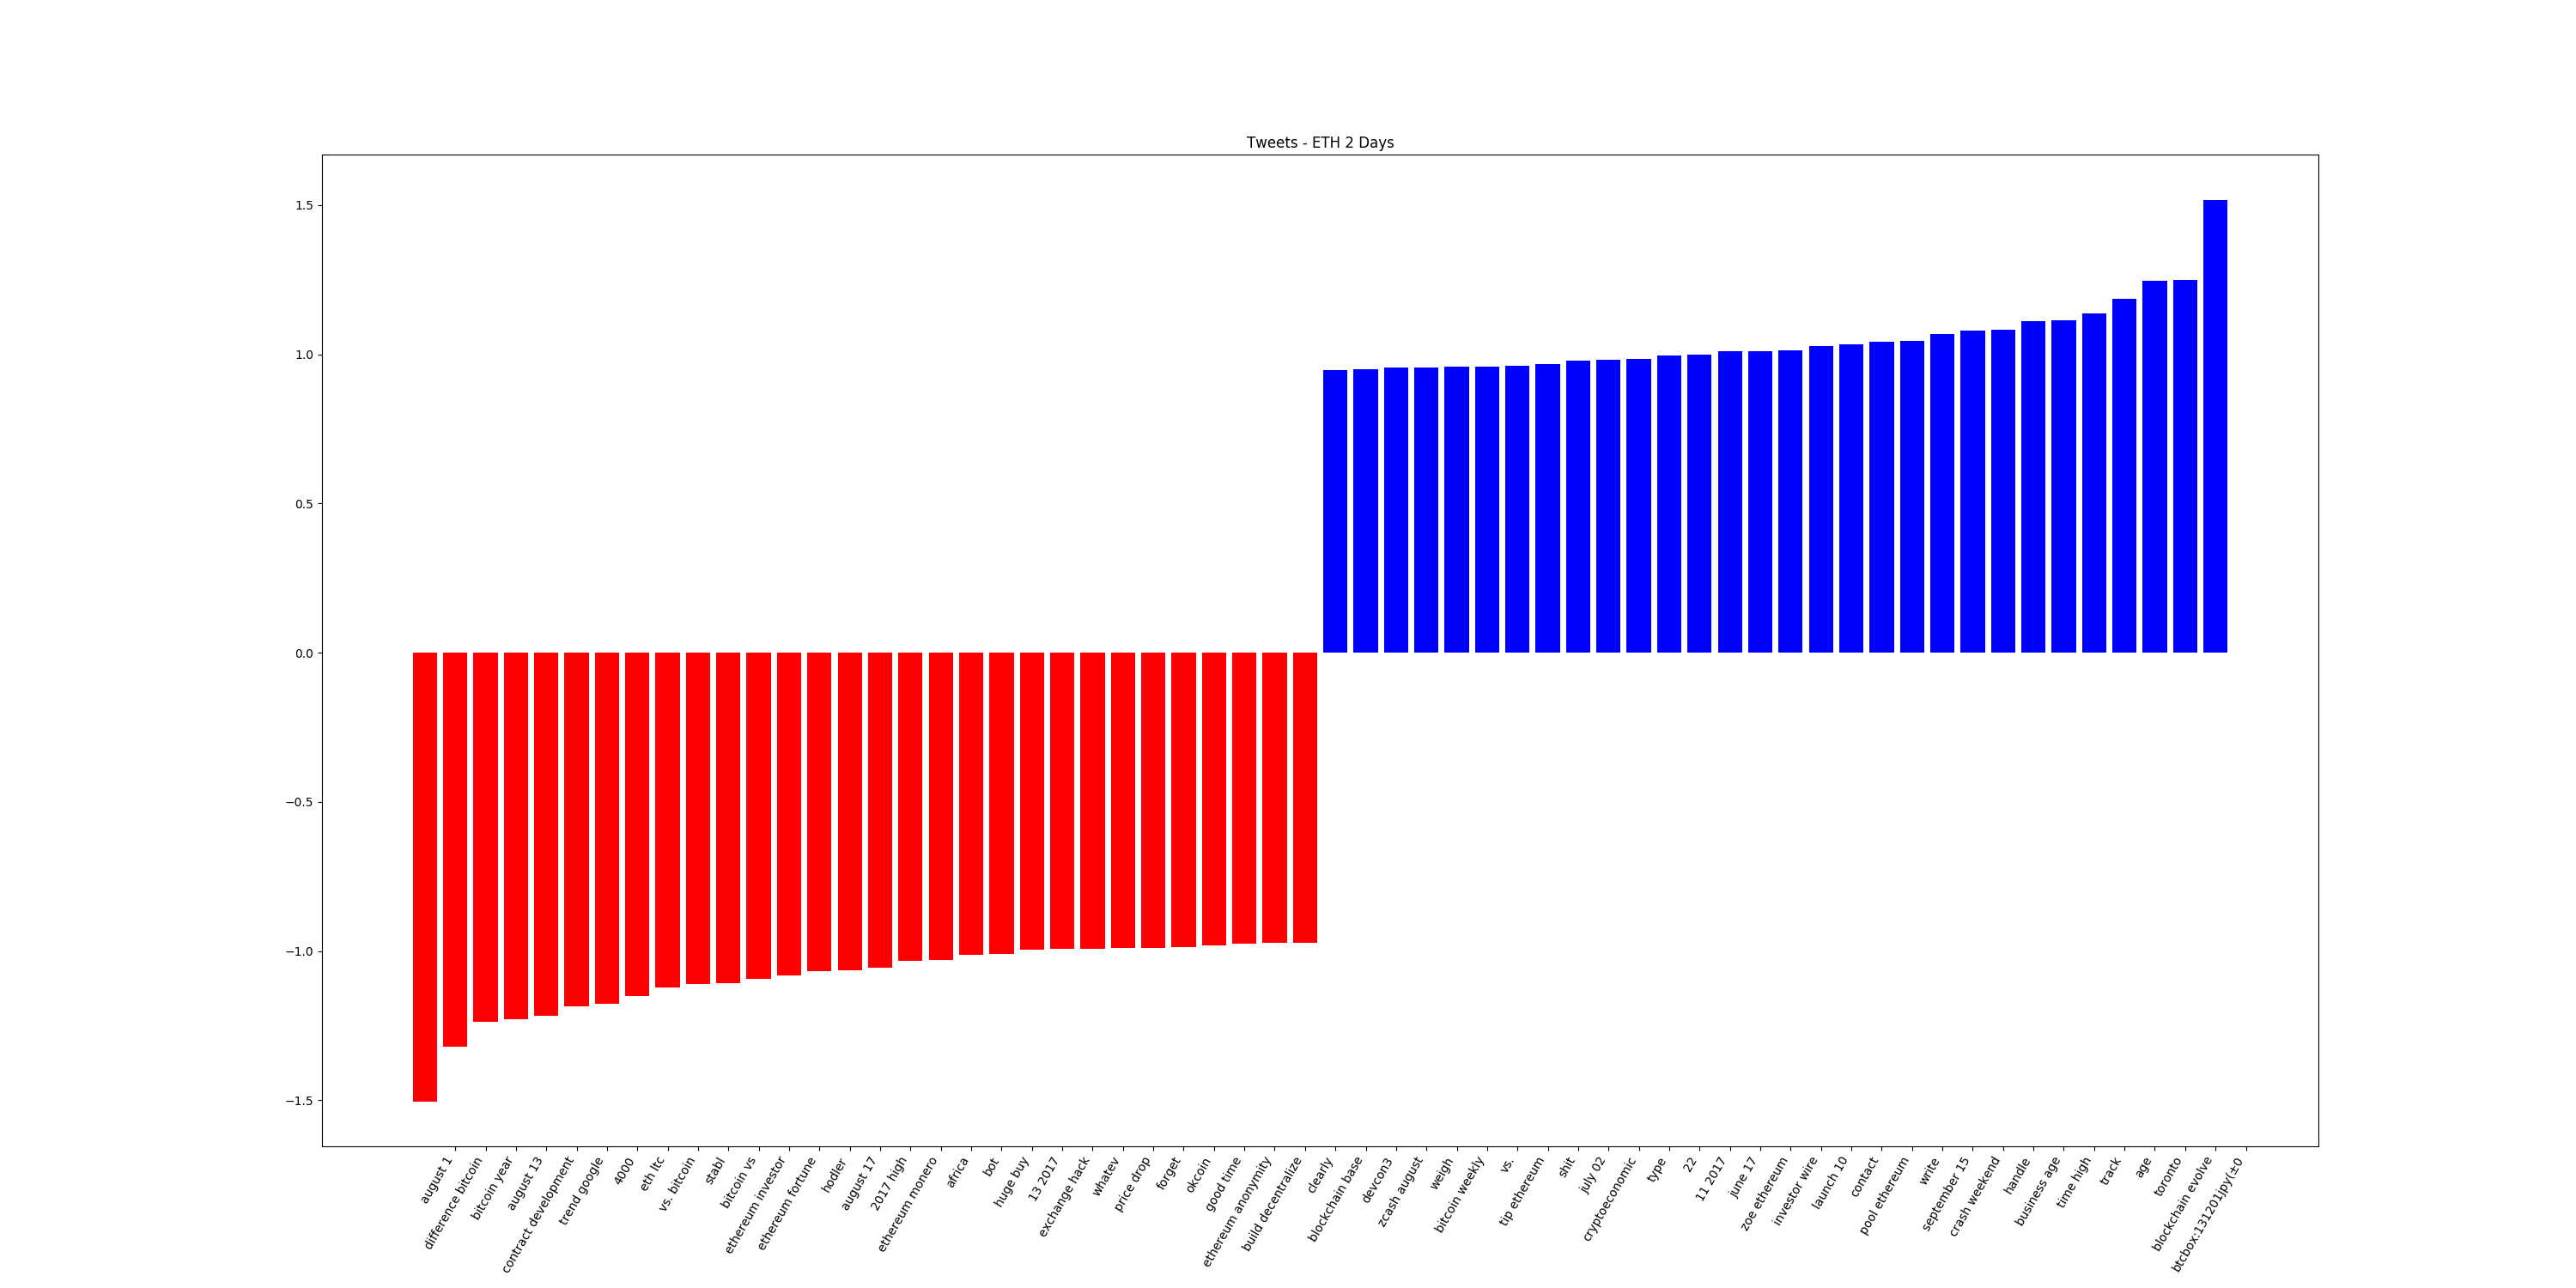 Tweets - ETH 2 Days
1.5
1.0
0.5
0.0
−0.5
−1.0
−1.5
august 1
difference bitcoin
bitcoin year
august 13
contract development
trend google
4000
eth ltc
vs. bitcoin
stabl
bitcoin vs
ethereum investor
ethereum fortune
hodler
august 17
2017 high
ethereum monero
africa
bot
huge buy
13 2017
exchange hack
whatev
price drop
forget
okcoin
good time
ethereum anonymity
build decentralize
clearly
blockchain base
devcon3
zcash august
weigh
bitcoin weekly
vs.
tip ethereum
shit
july 02
cryptoeconomic
type
22
11 2017
june 17
zoe ethereum
investor wire
launch 10
contact
pool ethereum
write
september 15
crash weekend
handle
business age
time high
track
age
toronto
blockchain evolve
btcbox:131201jpy(±0